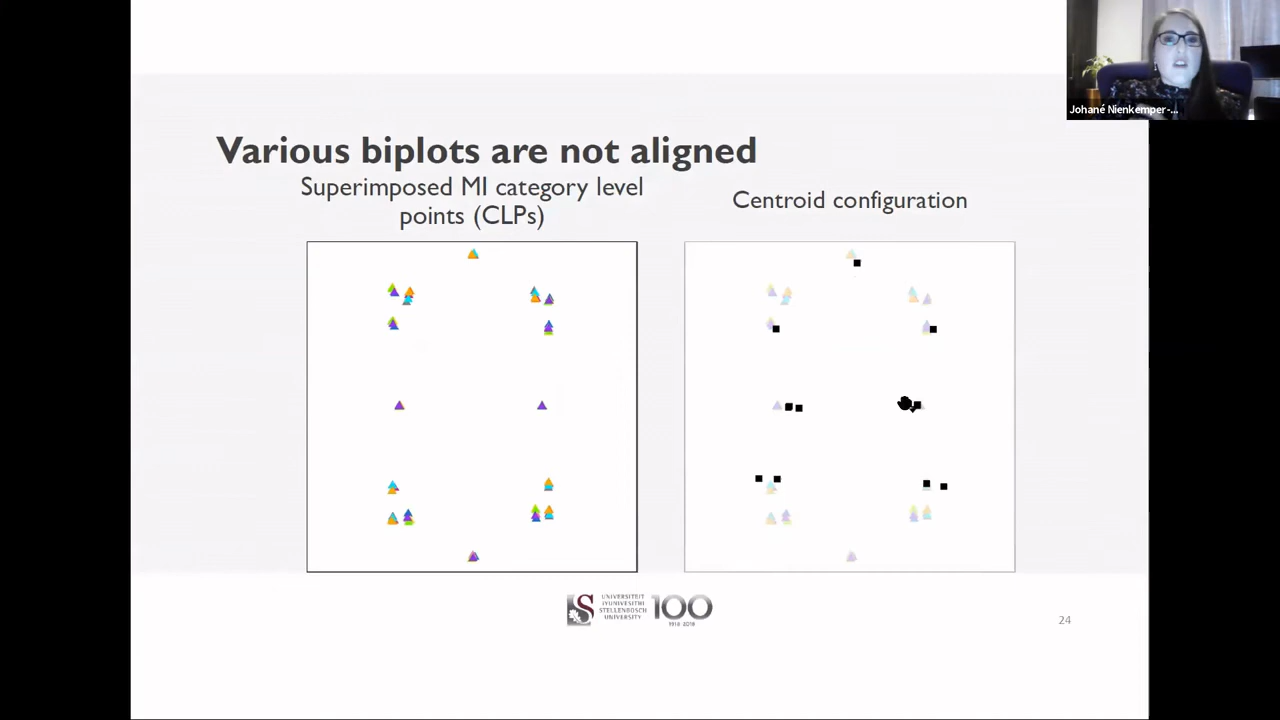 Johané Nienkemper-...
Various biplots are not aligned
Superimposed MI category level
points (CLPs)
Centroid configuration
UNIVERSITEIT
iYUNIVESITHI
STELLENBOSCH
UNIVERSITY
100
1918·2018
24